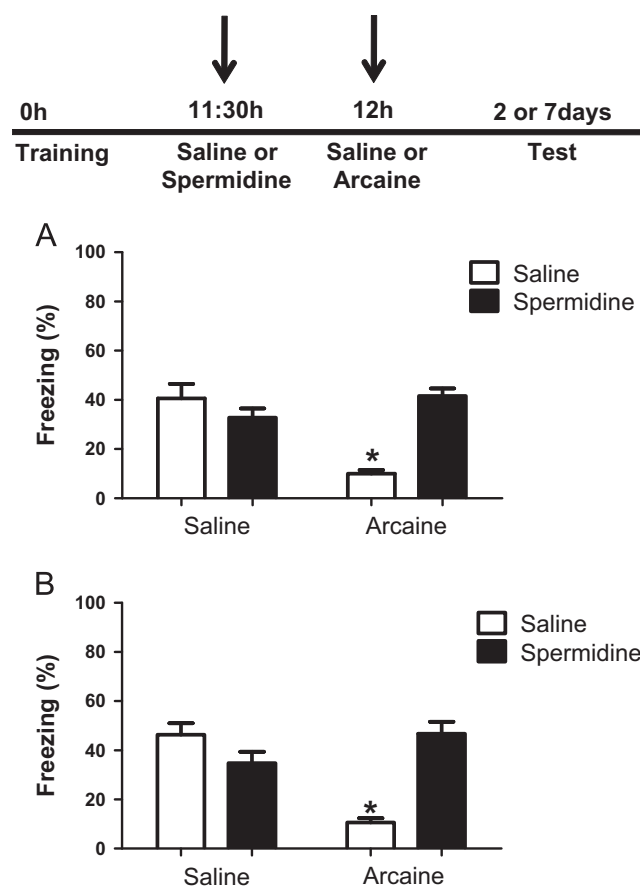 0h 11:30h 12h 2 or 7days
Training Saline or Saline or Test
Spermidine Arcaine
A
100
Saline
80
Spermidine
60
40
20
0
Freezing (%)
*
Saline Arcaine
B
100
Saline
80
Spermidine
60
40
20
0
Freezing (%)
*
Saline Arcaine